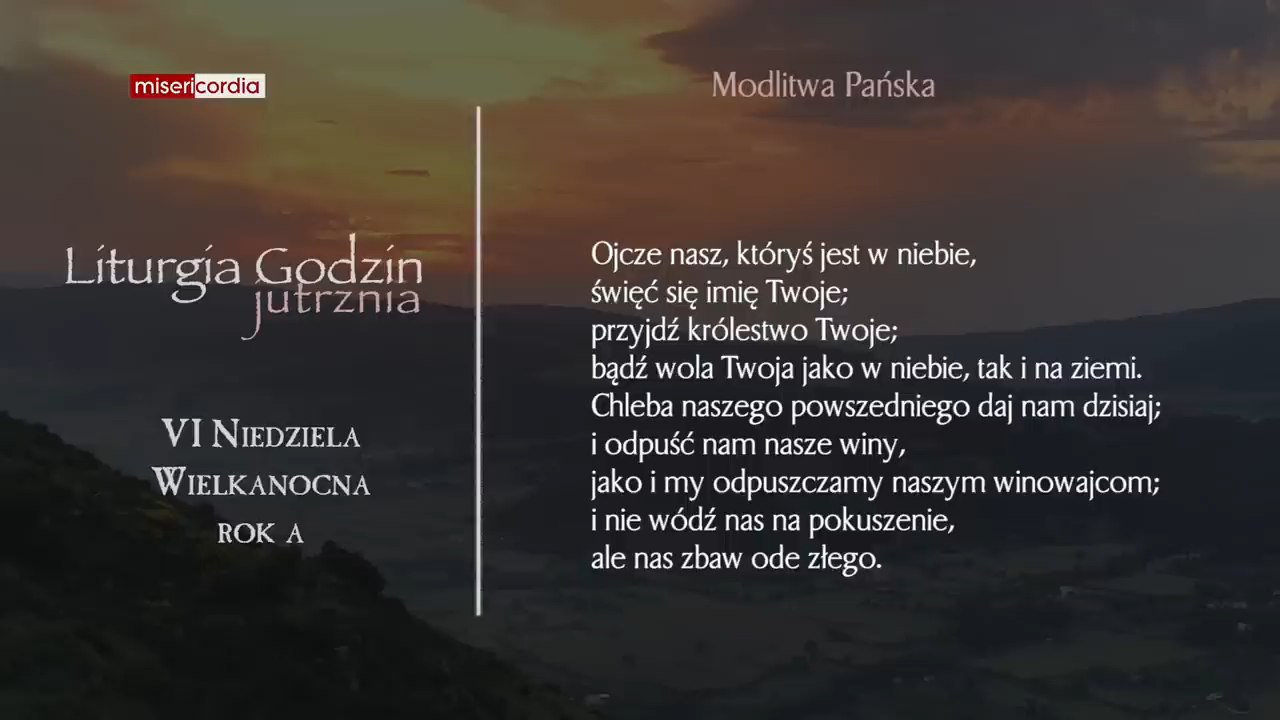 misericordia
Liturgia Godzin
jutrznia
VI Niedziela
Wielkanocna
rok A
Modlitwa Pańska
Ojcze nasz, któryś jest w niebie,
święć się imię Twoje;
przyjdź królestwo Twoje;
bądź wola Twoja jako w niebie, tak i na ziemi.
Chleba naszego powszedniego daj nam dzisiaj;
i odpuść nam nasze winy,
jako i my odpuszczamy naszym winowajcom;
i nie wódź nas na pokuszenie,
ale nas zbaw ode złego.